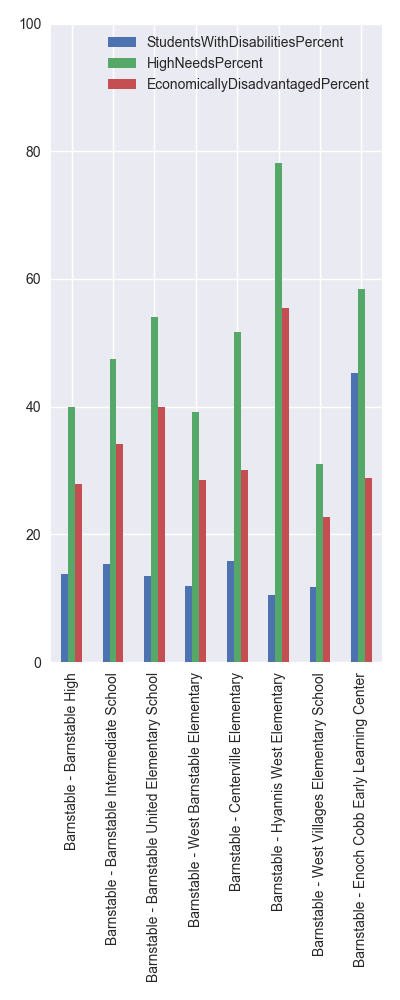 100
80
60
40
20
0
StudentsWithDisabilitiesPercent
HighNeedsPercent
EconomicallyDisadvantagedPercent
Barnstable - Barnstable High
Barnstable - Barnstable Intermediate School
Barnstable - Barnstable United Elementary School
Barnstable - West Barnstable Elementary
Barnstable - Centerville Elementary
Barnstable - Hyannis West Elementary
Barnstable - West Villages Elementary School
Barnstable - Enoch Cobb Early Learning Center